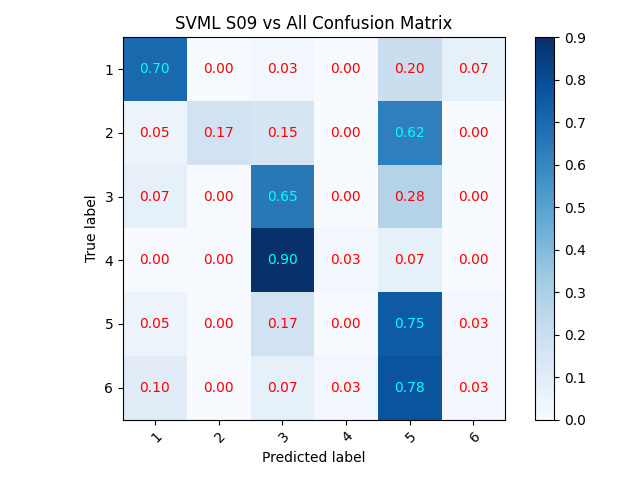 SVML S09 vs All Confusion Matrix
1 0.70 0.00 0.03 0.00 0.20 0.07
2 0.05 0.17 0.15 0.00 0.62 0.00
3 0.07 0.00 0.65 0.00 0.28 0.00
4 0.00 0.00 0.90 0.03 0.07 0.00
5 0.05 0.00 0.17 0.00 0.75 0.03
6 0.10 0.00 0.07 0.03 0.78 0.03
True label
1 2 3 4 5 6
Predicted label
0.9
0.8
0.7
0.6
0.5
0.4
0.3
0.2
0.1
0.0